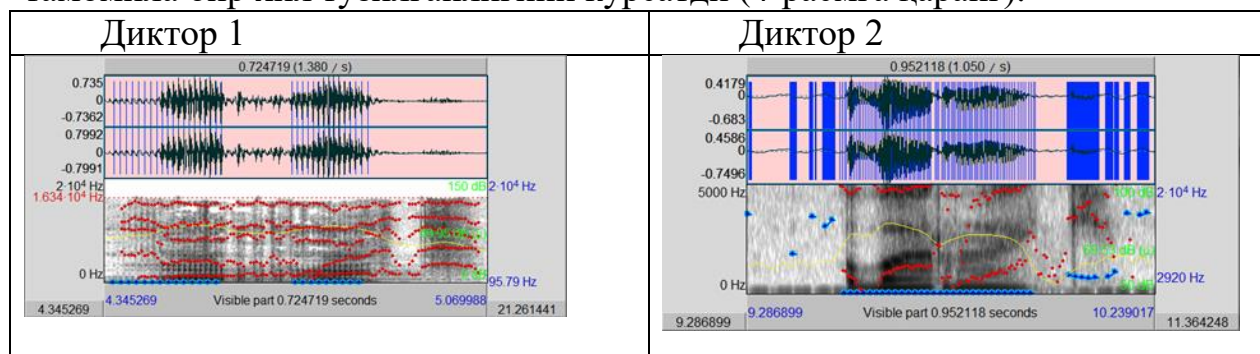 Диктор 1
Диктор 2
0.724719 (1.380 / s)
0.735
0
-0.7362
0.7992
0
-0.7991
2·10⁴ Hz
1.634·10⁴ Hz
150 dB
2·10⁴ Hz
0 Hz
95.79 Hz
4.345269
Visible part 0.724719 seconds
5.069988
4.345269
21.261441
0.952118 (1.050 / s)
0.4179
0
-0.683
0.4586
0
-0.7496
5000 Hz
100 dB
2·10⁴ Hz
0 Hz
2920 Hz
9.286899
Visible part 0.952118 seconds
10.239017
9.286899
11.364248